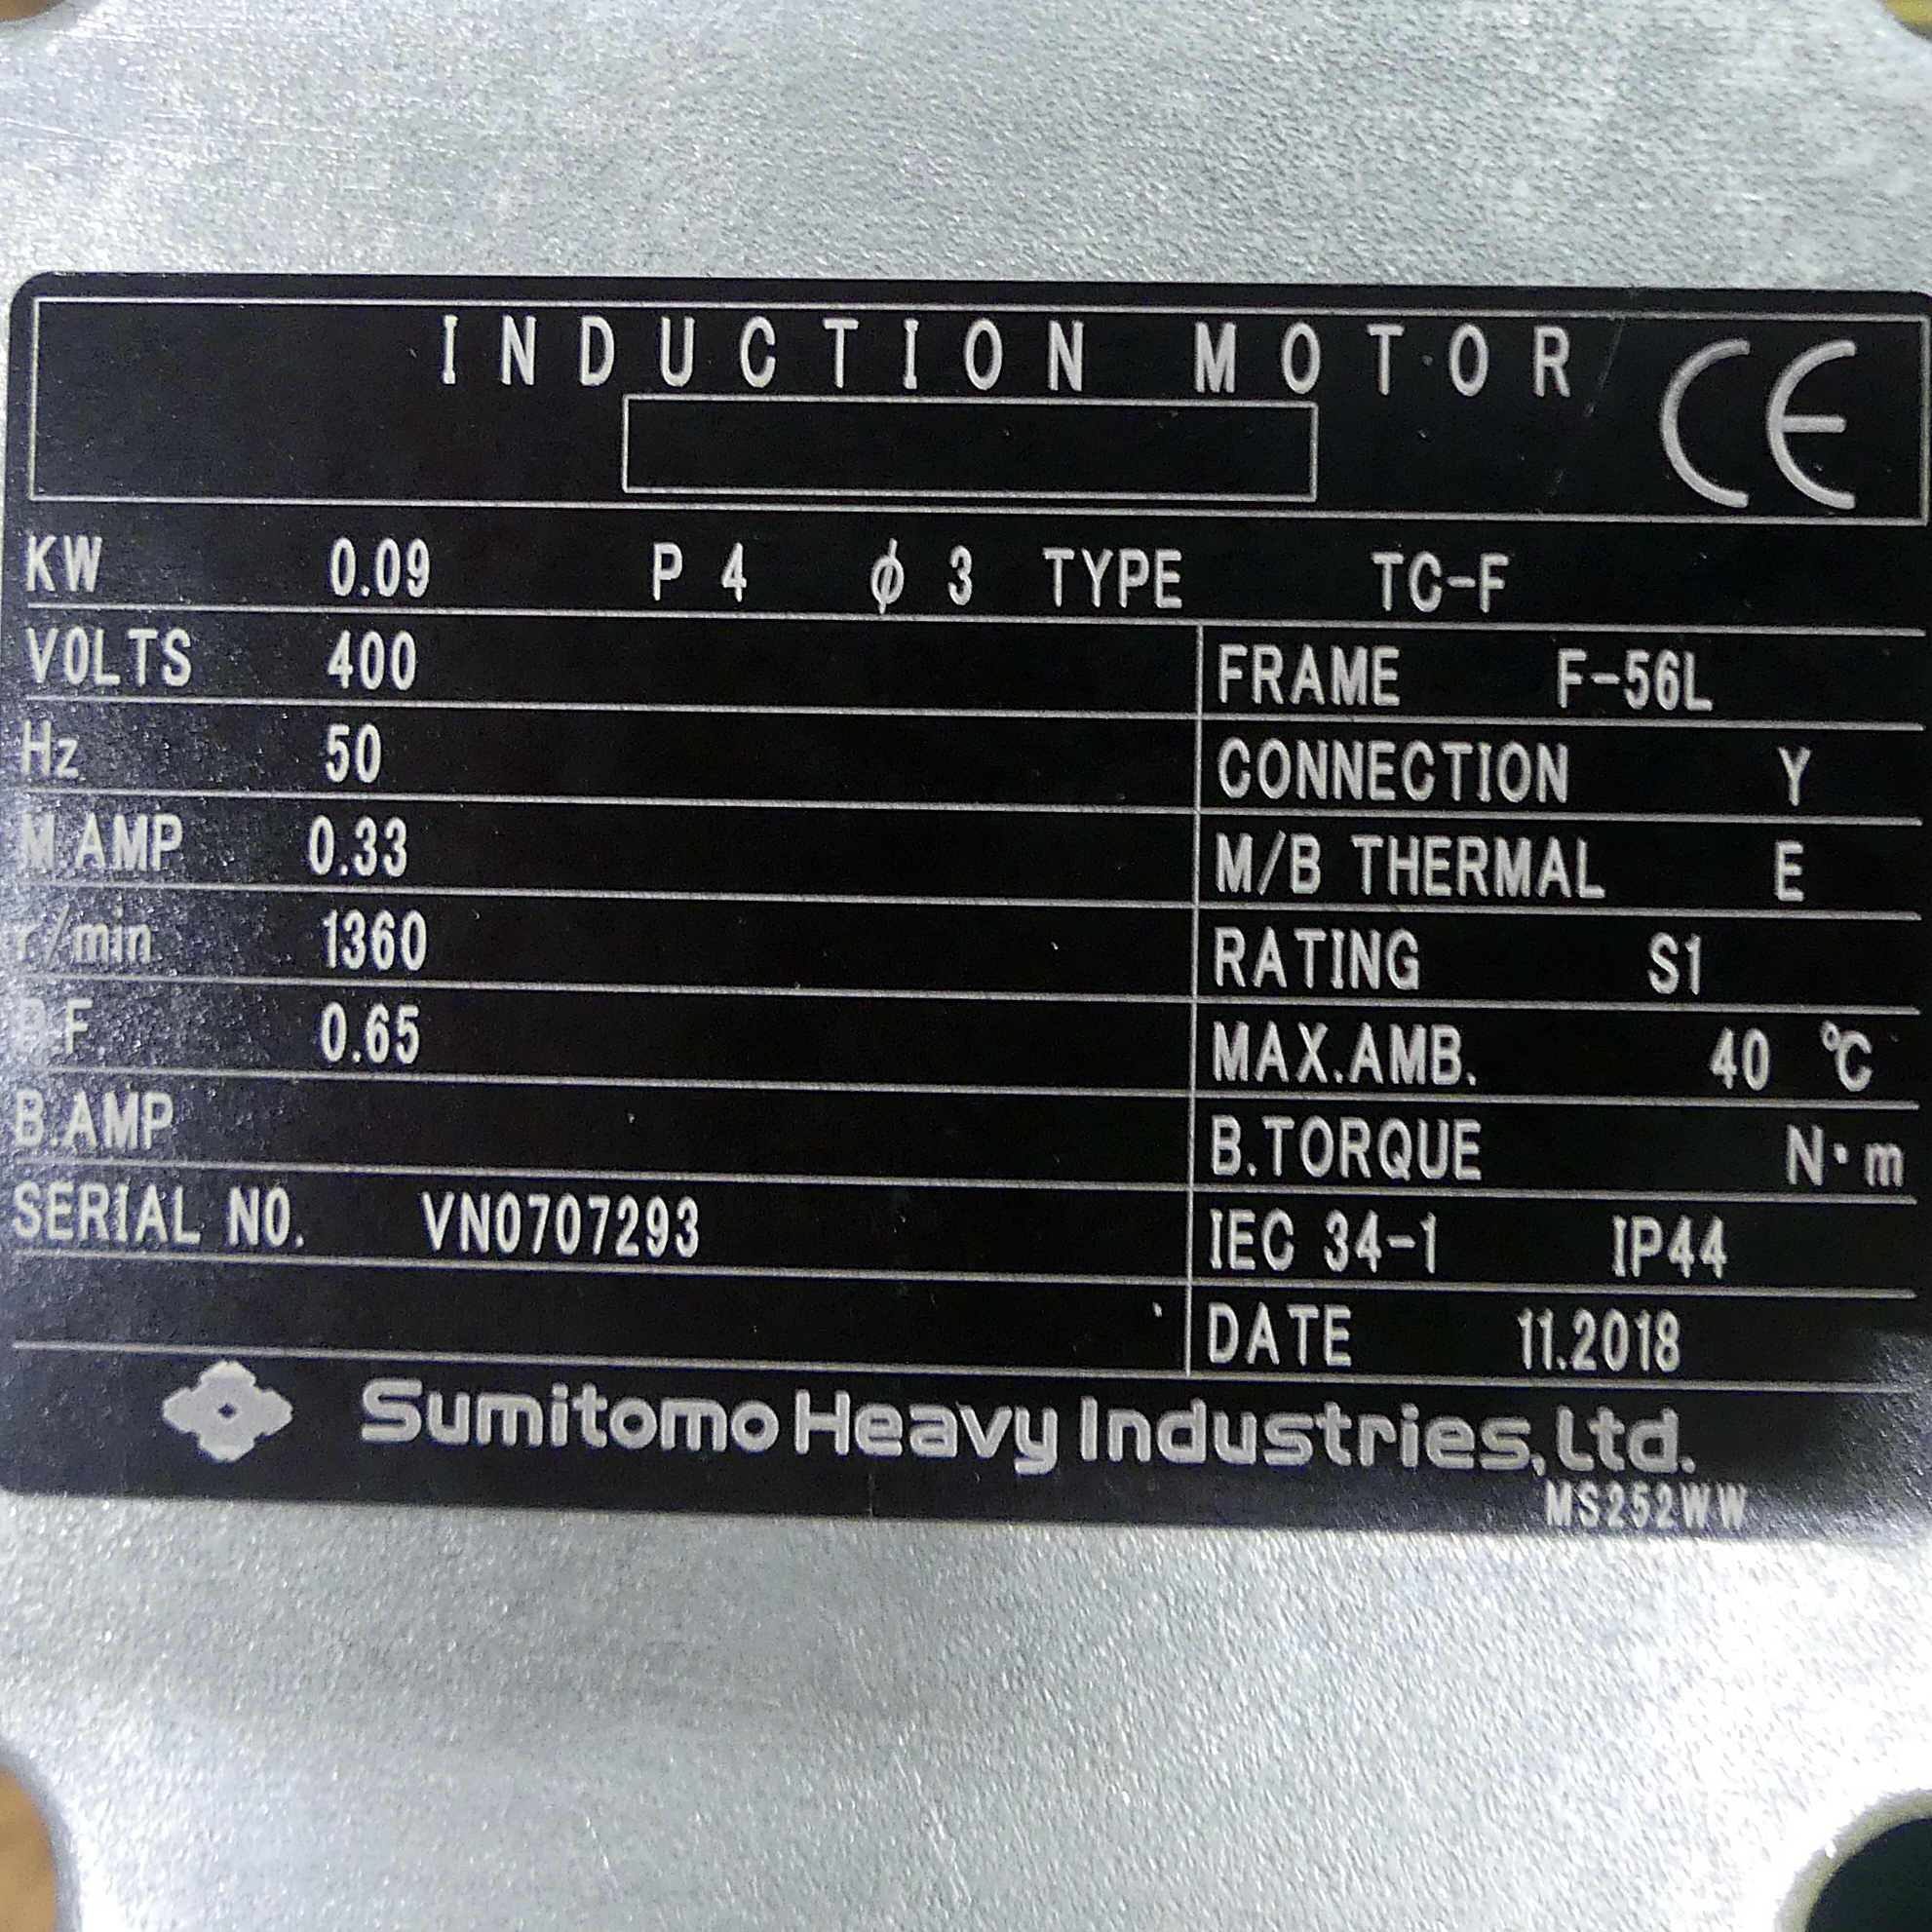 INDUCTION MOTOR CE
KW 0.09 P 4 ϕ 3 TYPE TC-F
VOLTS 400
Hz 50
M.AMP 0.33
r/min 1360
P.F. 0.65
B.AMP
SERIAL NO. VN0707293
FRAME F-56L
CONNECTION Y
M/B THERMAL E
RATING S1
MAX.AMB. 40 ℃
B.TORQUE N·m
IEC 34-1 IP44
DATE 11.2018
Sumitomo Heavy Industries, Ltd.
MS252WW